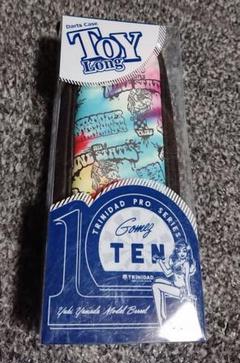 Darts Case
ToY
Long
TRINIDAD PRO SERIES
Gomez
TEN
TRINIDAD
Yuki Yamada Model Barrel